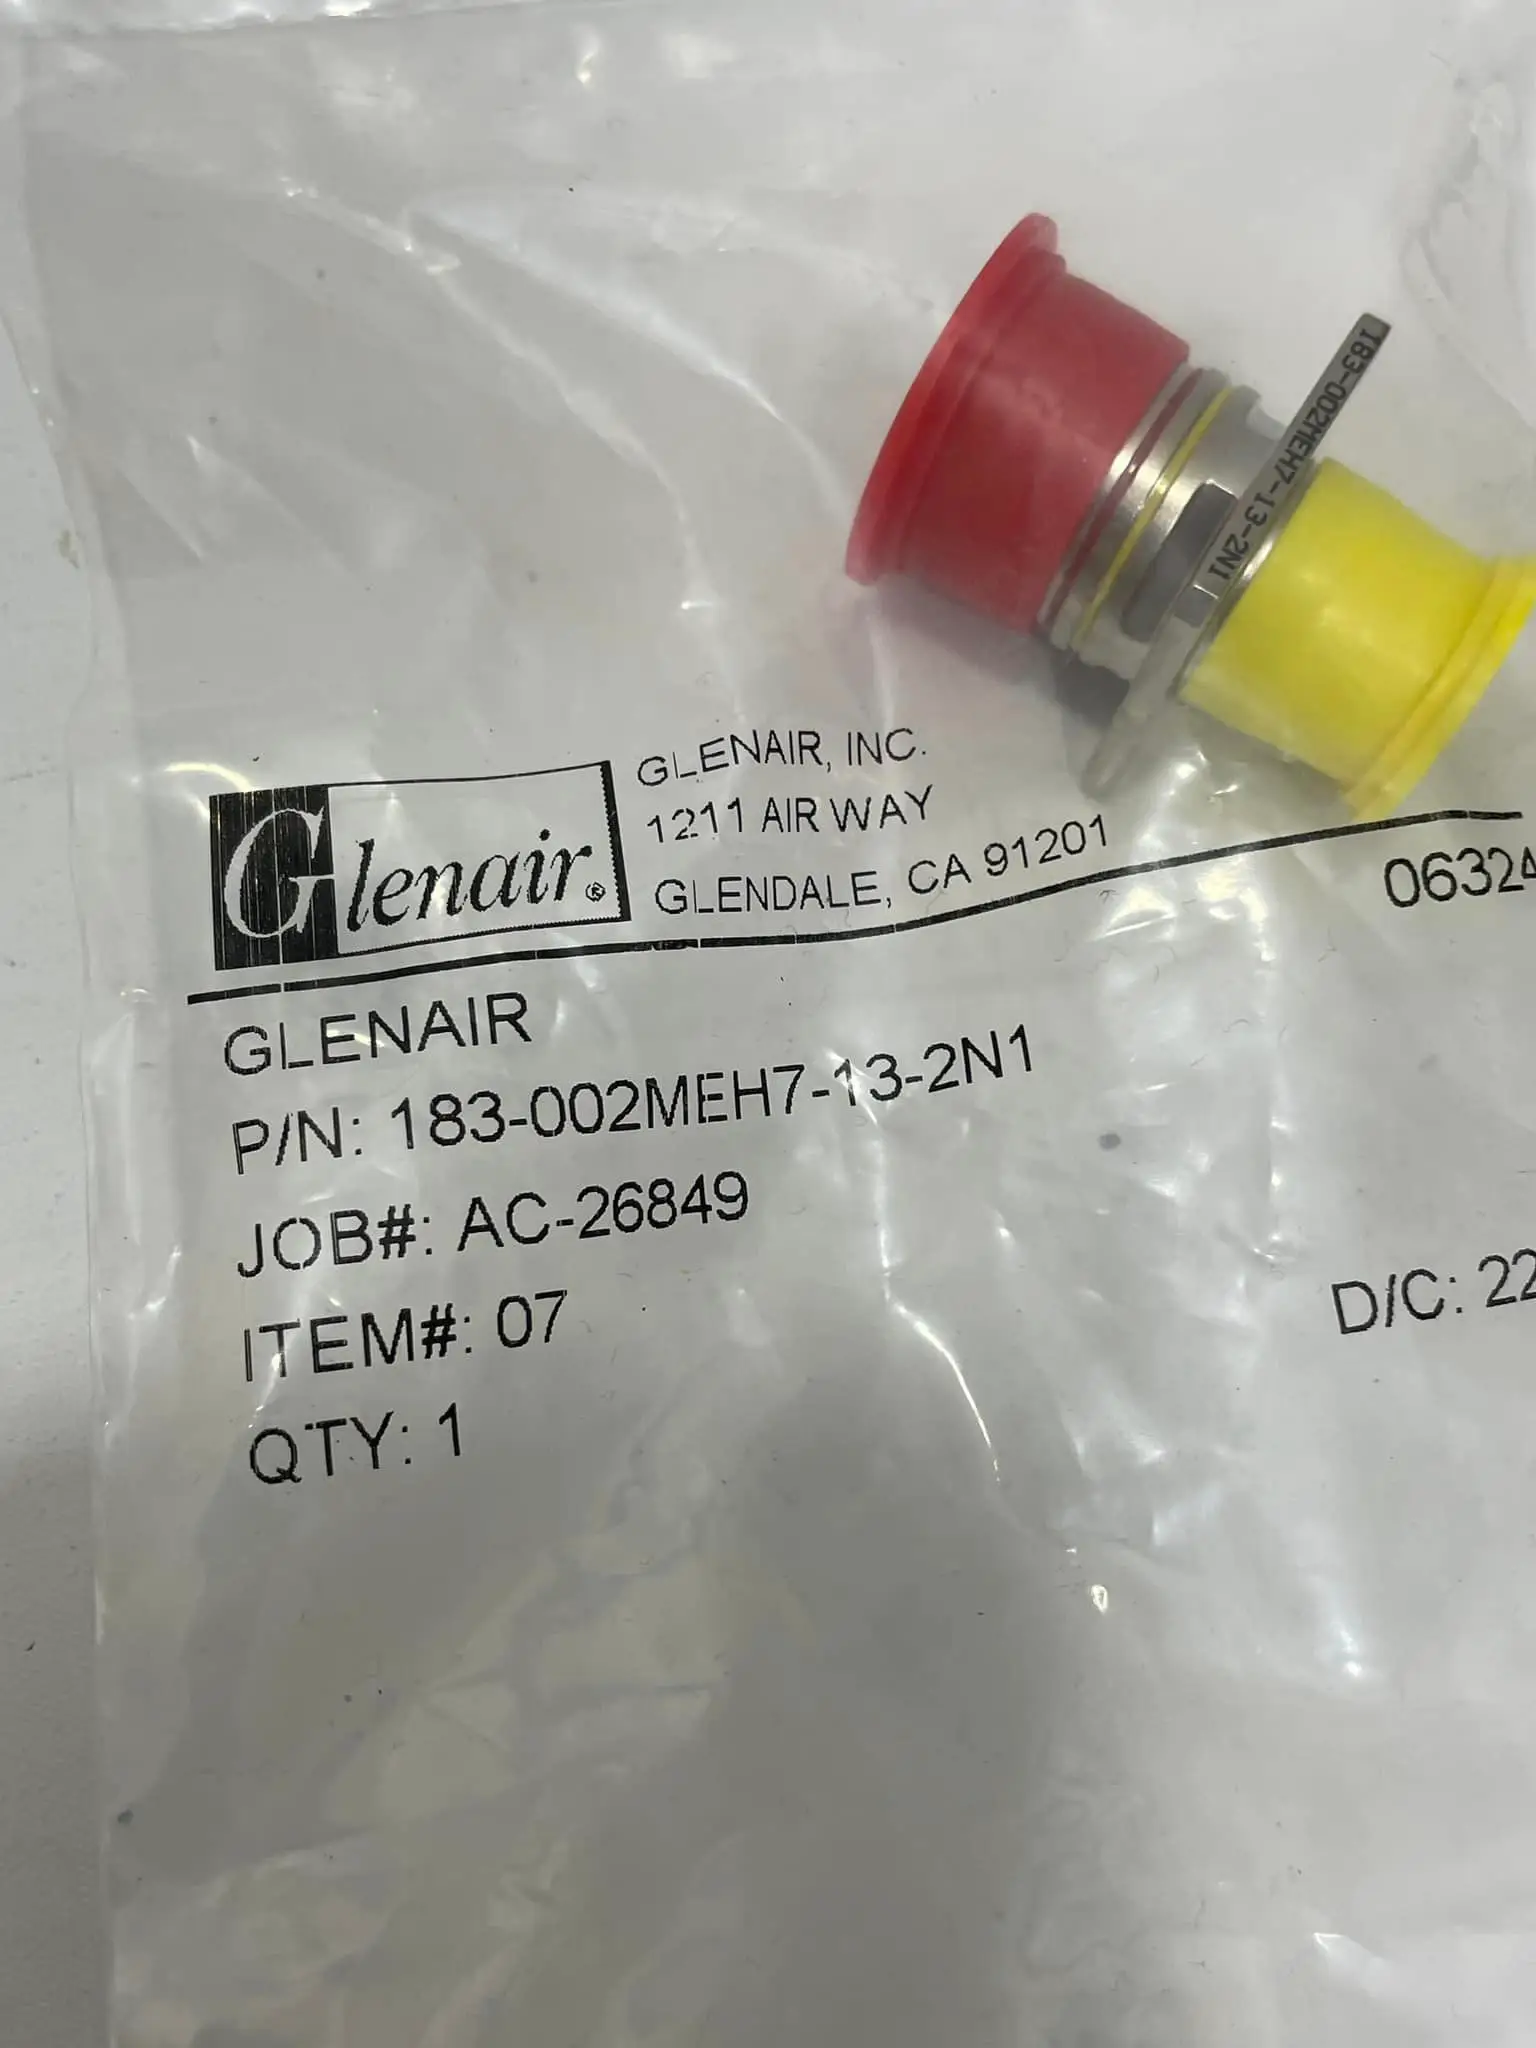 183-002MEH7-13-2N1
Glenair®
GLENAIR, INC.
1211 AIR WAY
GLENDALE, CA 91201
06324
GLENAIR
P/N: 183-002MEH7-13-2N1
JOB#: AC-26849
ITEM#: 07
D/C: 22
QTY: 1